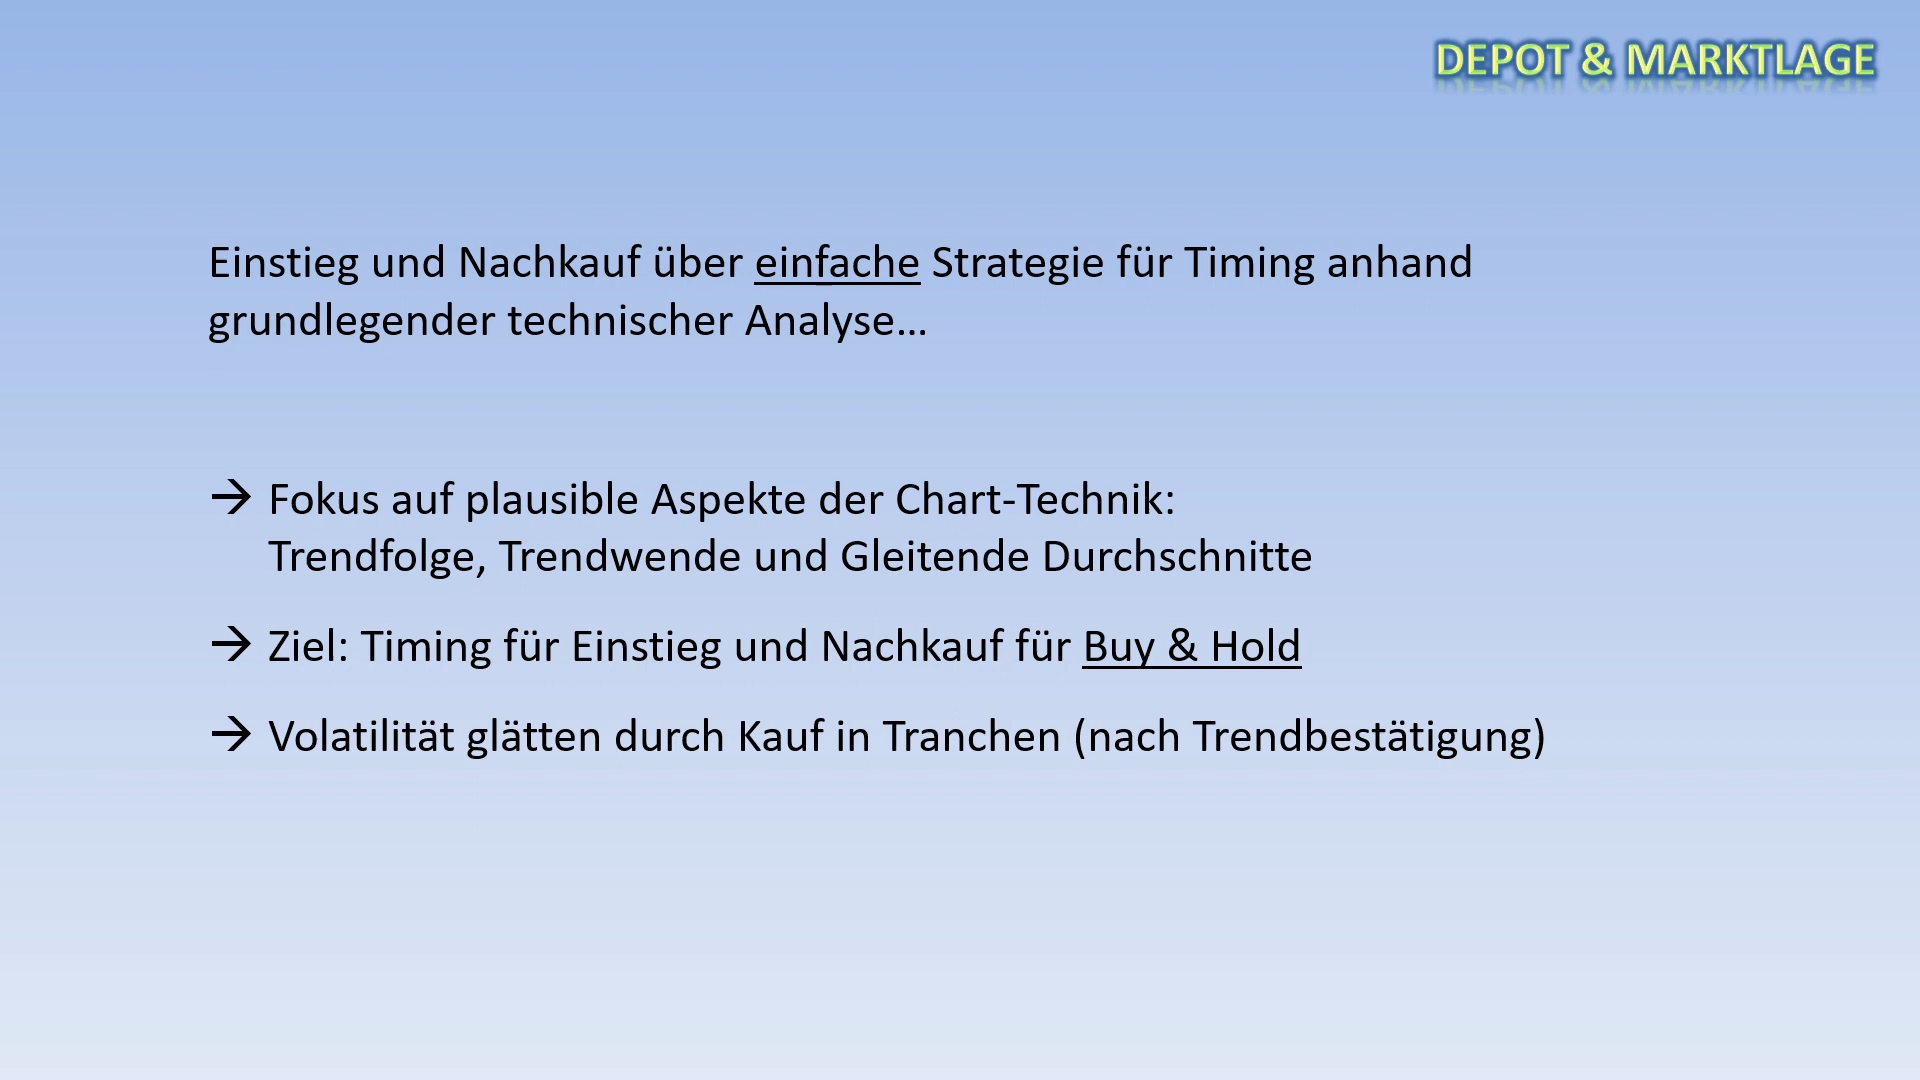 DEPOT & MARKTLAGE
Einstieg und Nachkauf über einfache Strategie für Timing anhand
grundlegender technischer Analyse...
→ Fokus auf plausible Aspekte der Chart-Technik:
Trendfolge, Trendwende und Gleitende Durchschnitte
→ Ziel: Timing für Einstieg und Nachkauf für Buy & Hold
→ Volatilität glätten durch Kauf in Tranchen (nach Trendbestätigung)